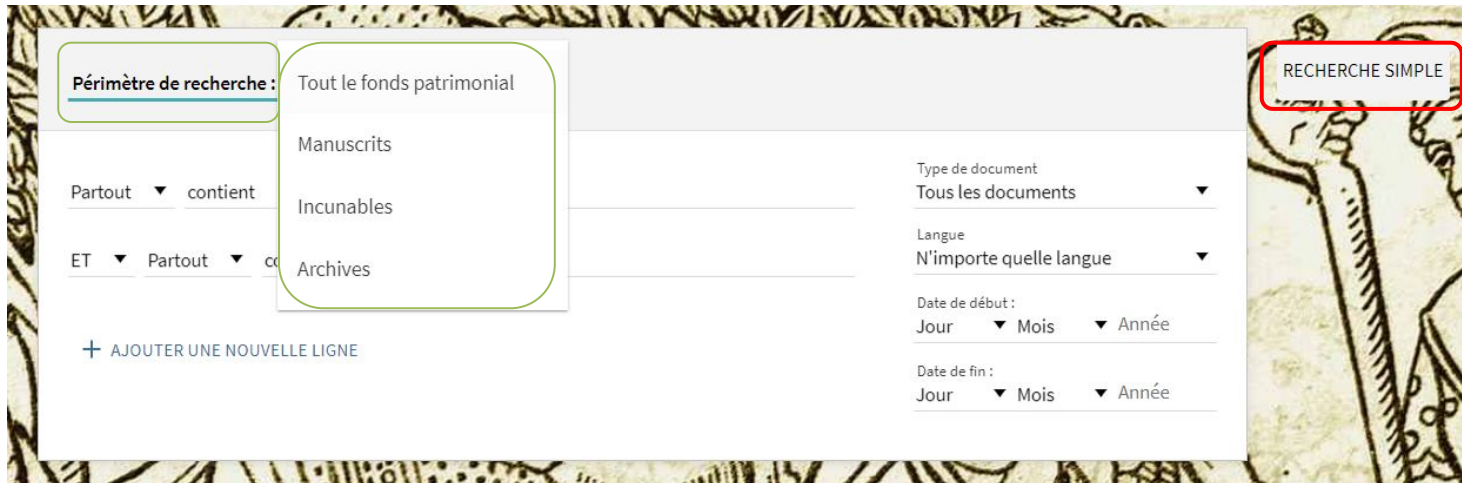 Périmètre de recherche :
Tout le fonds patrimonial
Manuscrits
Incunables
Archives
RECHERCHE SIMPLE
Partout contient
ET Partout
AJOUTER UNE NOUVELLE LIGNE
Type de document
Tous les documents
Langue
N'importe quelle langue
Date de début :
Jour Mois Année
Date de fin :
Jour Mois Année